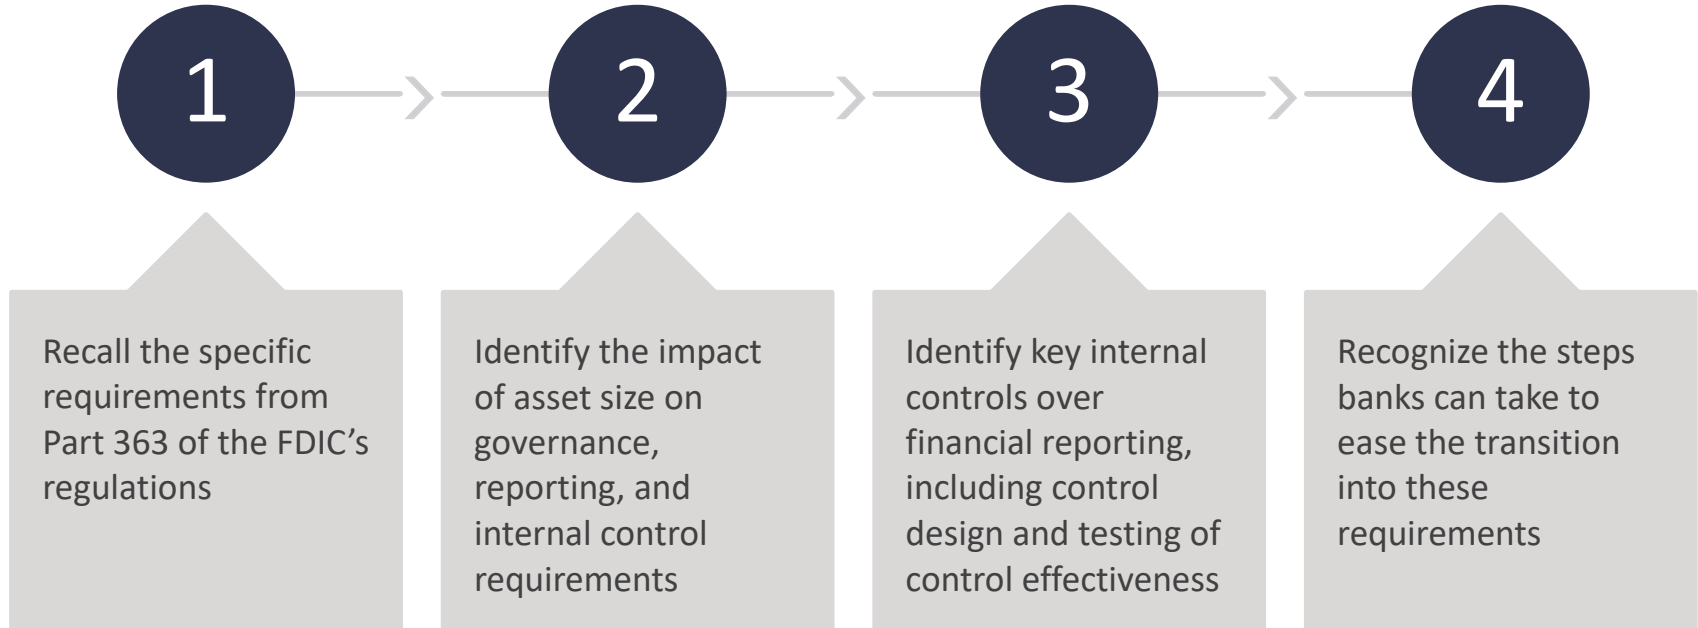 1
2
3
4
Recall the specific
requirements from
Part 363 of the FDIC’s
regulations
Identify the impact
of asset size on
governance,
reporting, and
internal control
requirements
Identify key internal
controls over
financial reporting,
including control
design and testing of
control effectiveness
Recognize the steps
banks can take to
ease the transition
into these
requirements